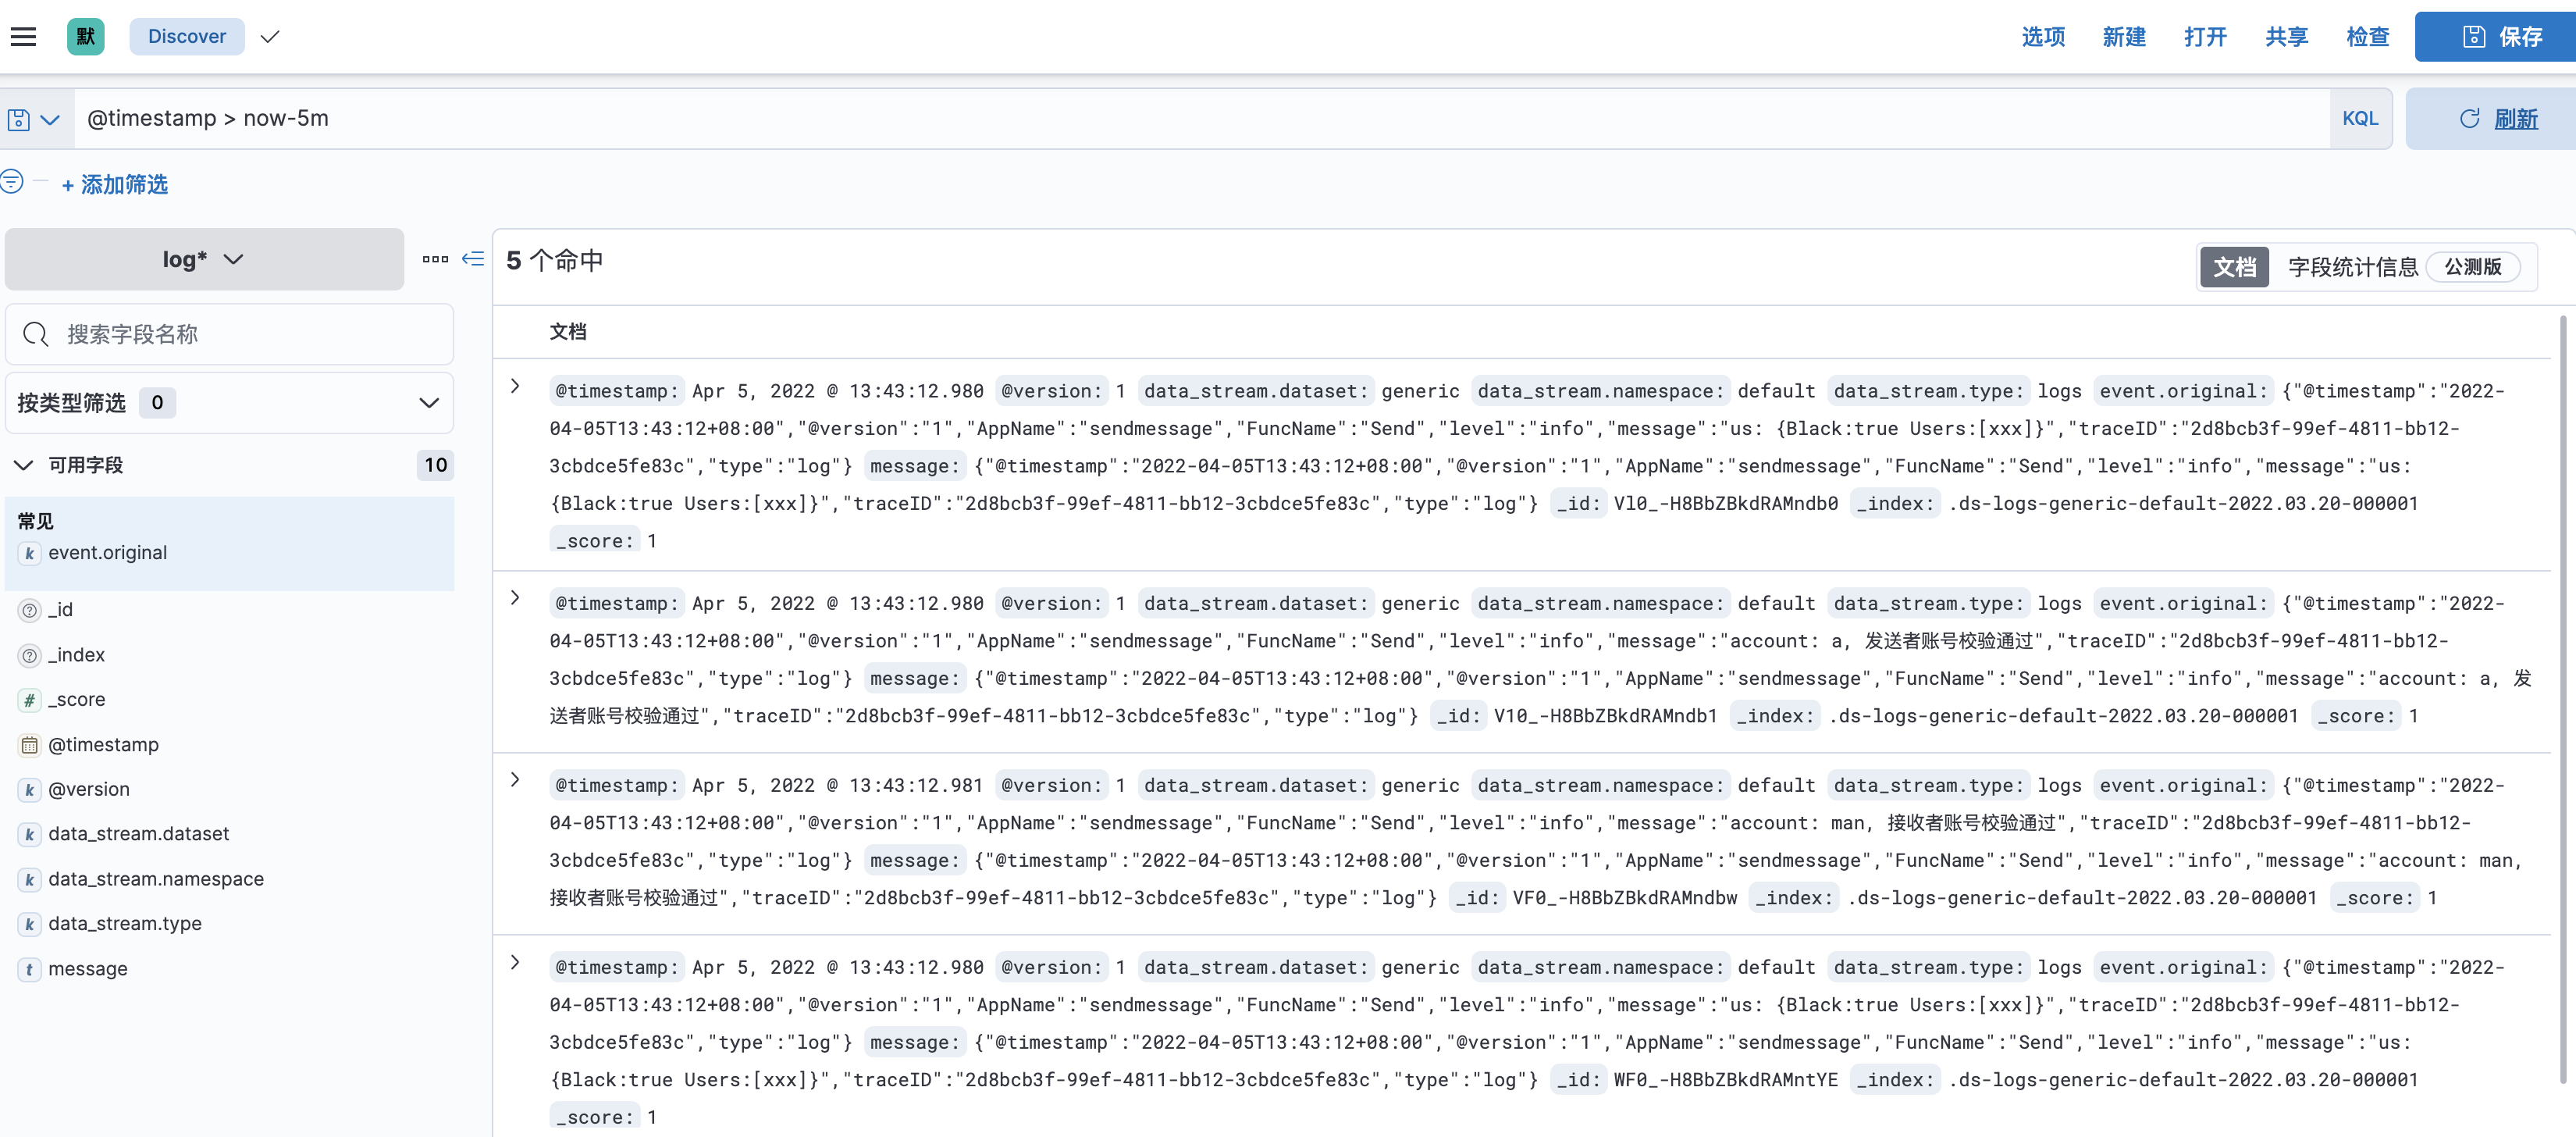 默 Discover 选项 新建 打开 共享 检查 保存
@timestamp > now-5m KQL 刷新
+ 添加筛选
log*
5 个命中 文档 字段统计信息 公测版
搜索字段名称
文档
按类型筛选 0
可用字段 10
常见
event.original
_id
_index
_score
@timestamp
@version
data_stream.dataset
data_stream.namespace
data_stream.type
message
@timestamp: Apr 5, 2022 @ 13:43:12.980 @version: 1 data_stream.dataset: generic data_stream.namespace: default data_stream.type: logs event.original: {"@timestamp":"2022-
04-05T13:43:12+08:00","@version":"1","AppName":"sendmessage","FuncName":"Send","level":"info","message":"us: {Black:true Users:[xxx]}","traceID":"2d8bcb3f-99ef-4811-bb12-
3cbdce5fe83c","type":"log"} message: {"@timestamp":"2022-04-05T13:43:12+08:00","@version":"1","AppName":"sendmessage","FuncName":"Send","level":"info","message":"us:
{Black:true Users:[xxx]}","traceID":"2d8bcb3f-99ef-4811-bb12-3cbdce5fe83c","type":"log"} _id: Vl0_-H8BbZBkdRAMndb0 _index: .ds-logs-generic-default-2022.03.20-000001
_score: 1
@timestamp: Apr 5, 2022 @ 13:43:12.980 @version: 1 data_stream.dataset: generic data_stream.namespace: default data_stream.type: logs event.original: {"@timestamp":"2022-
04-05T13:43:12+08:00","@version":"1","AppName":"sendmessage","FuncName":"Send","level":"info","message":"account: a, 发送者账号校验通过","traceID":"2d8bcb3f-99ef-4811-bb12-
3cbdce5fe83c","type":"log"} message: {"@timestamp":"2022-04-05T13:43:12+08:00","@version":"1","AppName":"sendmessage","FuncName":"Send","level":"info","message":"account: a, 发
送者账号校验通过","traceID":"2d8bcb3f-99ef-4811-bb12-3cbdce5fe83c","type":"log"} _id: V10_-H8BbZBkdRAMndb1 _index: .ds-logs-generic-default-2022.03.20-000001 _score: 1
@timestamp: Apr 5, 2022 @ 13:43:12.981 @version: 1 data_stream.dataset: generic data_stream.namespace: default data_stream.type: logs event.original: {"@timestamp":"2022-
04-05T13:43:12+08:00","@version":"1","AppName":"sendmessage","FuncName":"Send","level":"info","message":"account: man, 接收者账号校验通过","traceID":"2d8bcb3f-99ef-4811-bb12-
3cbdce5fe83c","type":"log"} message: {"@timestamp":"2022-04-05T13:43:12+08:00","@version":"1","AppName":"sendmessage","FuncName":"Send","level":"info","message":"account: man,
接收者账号校验通过","traceID":"2d8bcb3f-99ef-4811-bb12-3cbdce5fe83c","type":"log"} _id: VF0_-H8BbZBkdRAMndbw _index: .ds-logs-generic-default-2022.03.20-000001 _score: 1
@timestamp: Apr 5, 2022 @ 13:43:12.980 @version: 1 data_stream.dataset: generic data_stream.namespace: default data_stream.type: logs event.original: {"@timestamp":"2022-
04-05T13:43:12+08:00","@version":"1","AppName":"sendmessage","FuncName":"Send","level":"info","message":"us: {Black:true Users:[xxx]}","traceID":"2d8bcb3f-99ef-4811-bb12-
3cbdce5fe83c","type":"log"} message: {"@timestamp":"2022-04-05T13:43:12+08:00","@version":"1","AppName":"sendmessage","FuncName":"Send","level":"info","message":"us:
{Black:true Users:[xxx]}","traceID":"2d8bcb3f-99ef-4811-bb12-3cbdce5fe83c","type":"log"} _id: WF0_-H8BbZBkdRAMntYE _index: .ds-logs-generic-default-2022.03.20-000001
_score: 1